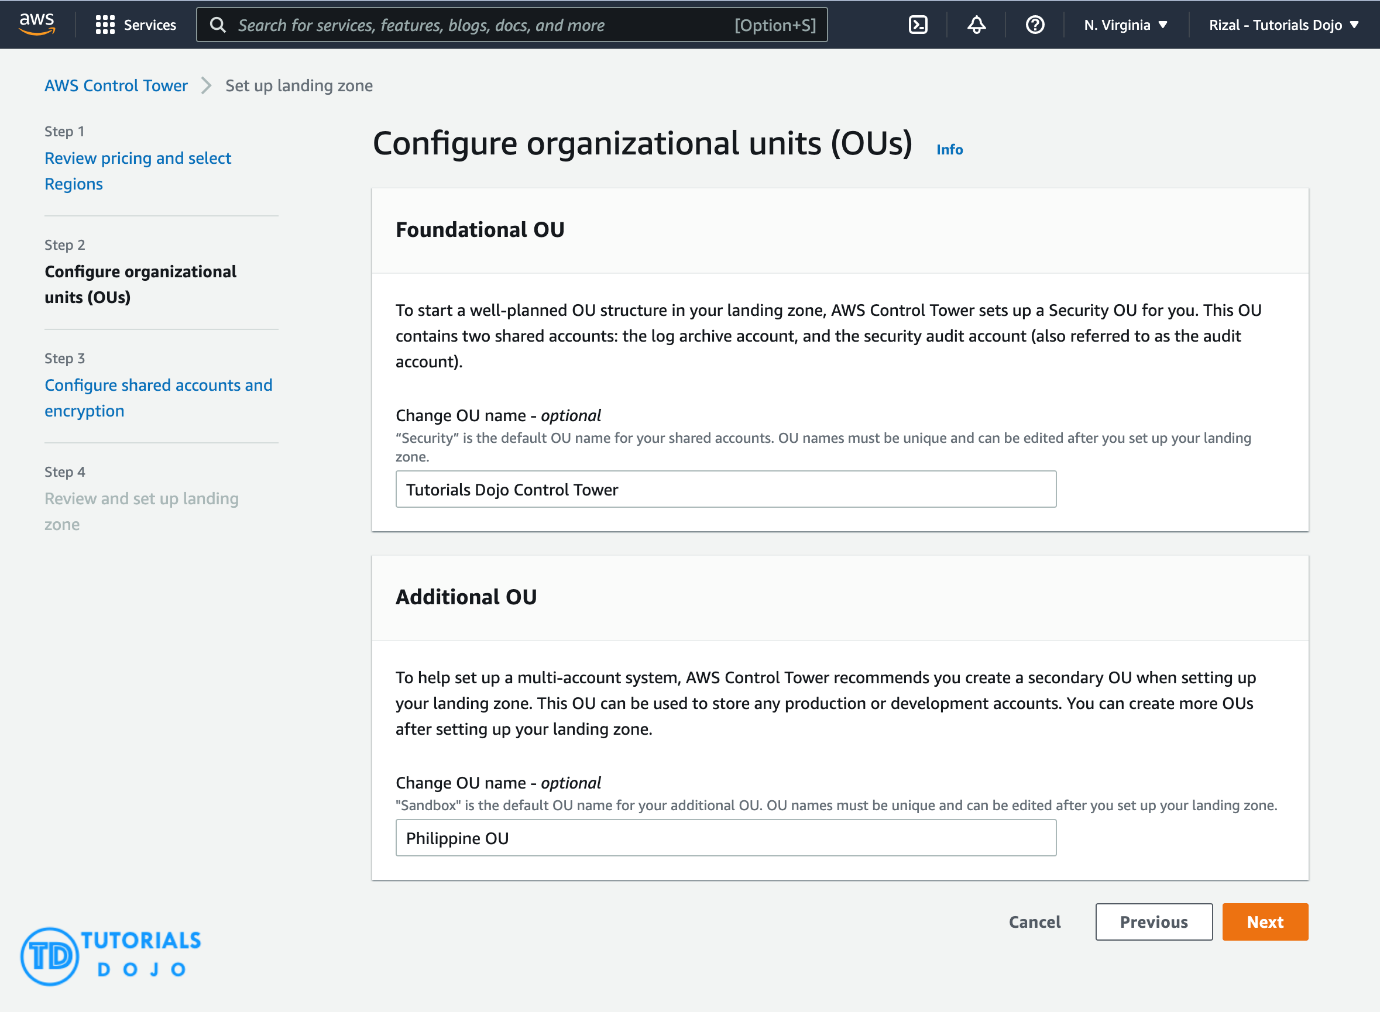 aws
Services
Search for services, features, blogs, docs, and more
[Option+S]
N. Virginia
Rizal - Tutorials Dojo
AWS Control Tower
Set up landing zone
Step 1
Review pricing and select
Regions
Step 2
Configure organizational
units (OUs)
Step 3
Configure shared accounts and
encryption
Step 4
Review and set up landing
zone
Configure organizational units (OUs)
Info
Foundational OU
To start a well-planned OU structure in your landing zone, AWS Control Tower sets up a Security OU for you. This OU
contains two shared accounts: the log archive account, and the security audit account (also referred to as the audit
account).
Change OU name - optional
“Security” is the default OU name for your shared accounts. OU names must be unique and can be edited after you set up your landing
zone.
Tutorials Dojo Control Tower
Additional OU
To help set up a multi-account system, AWS Control Tower recommends you create a secondary OU when setting up
your landing zone. This OU can be used to store any production or development accounts. You can create more OUs
after setting up your landing zone.
Change OU name - optional
"Sandbox" is the default OU name for your additional OU. OU names must be unique and can be edited after you set up your landing zone.
Philippine OU
Cancel
Previous
Next
TD
TUTORIALS
DOJO